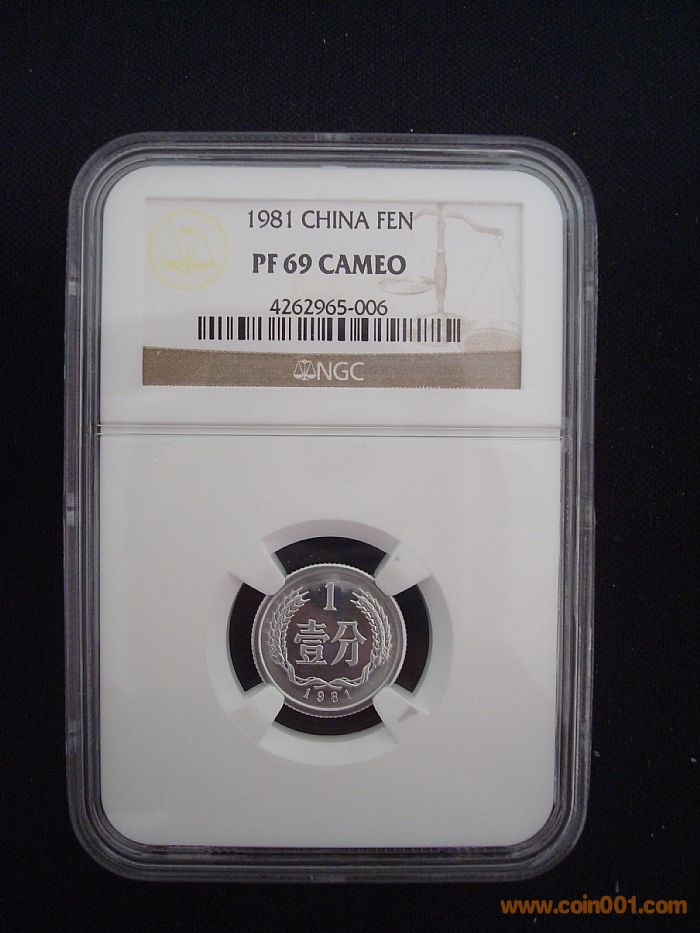 1981 CHINA FEN
PF 69 CAMEO
4262965-006
NGC
1
壹分
1981
www.coin001.com